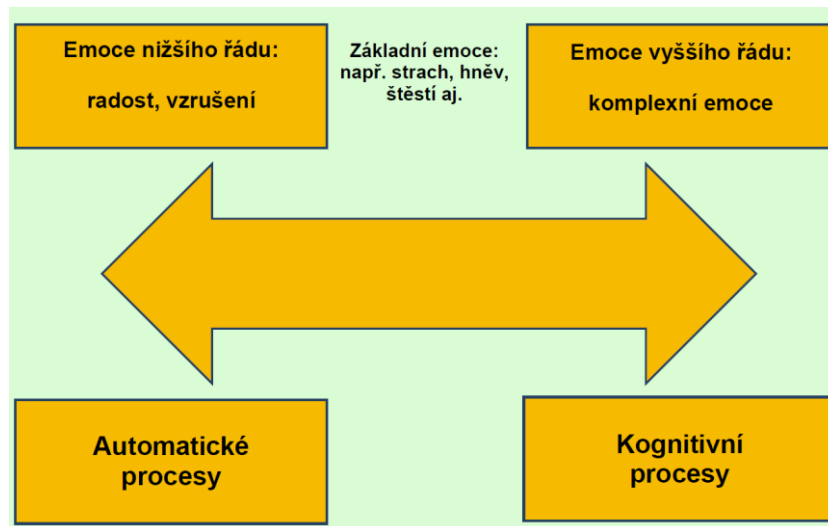 Emoce nižšího řádu:
radost, vzrušení
Základní emoce:
např. strach, hněv,
štěstí aj.
Emoce vyššího řádu:
komplexní emoce
Automatické
procesy
Kognitivní
procesy